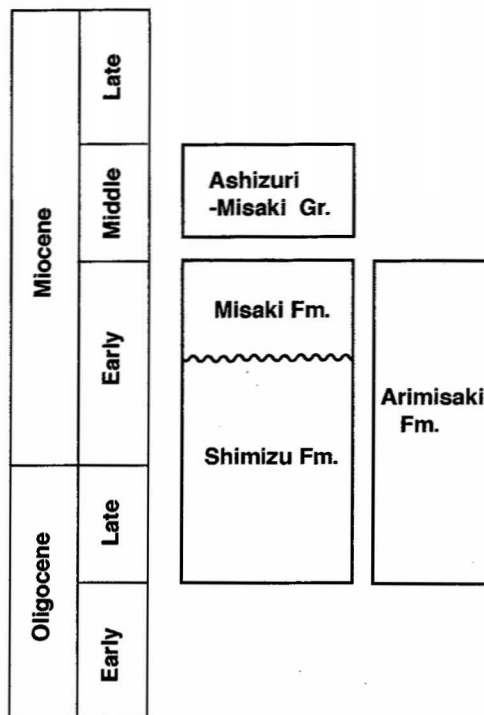 Miocene
Late
Middle
Early
Oligocene
Late
Early
Ashizuri
-Misaki Gr.
Misaki Fm.
Shimizu Fm.
Arimisaki
Fm.